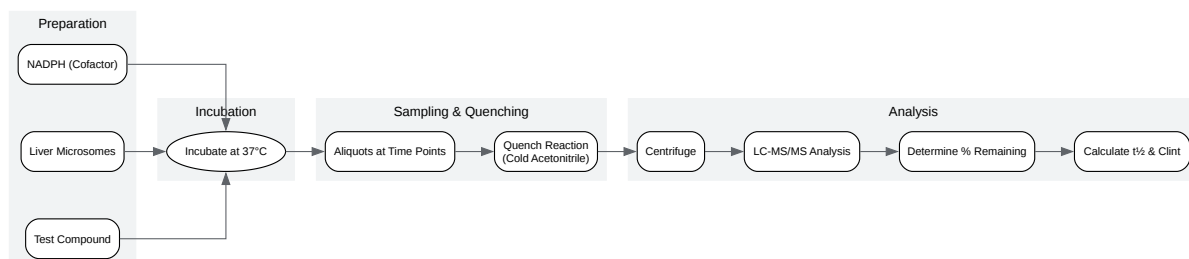 Preparation
NADPH (Cofactor)
Liver Microsomes
Test Compound
Incubation
Incubate at 37°C
Sampling & Quenching
Aliquots at Time Points
Quench Reaction
(Cold Acetonitrile)
Analysis
Centrifuge
LC-MS/MS Analysis
Determine % Remaining
Calculate t½ & Clint